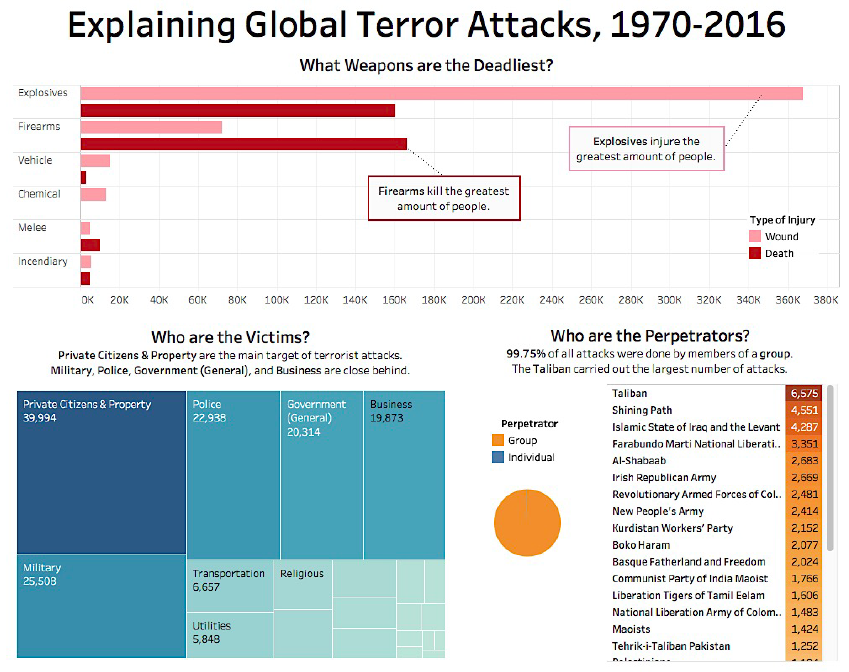 Explaining Global Terror Attacks, 1970-2016
What Weapons are the Deadliest?
Explosives
Firearms
Vehicle
Chemical
Melee
Incendiary
Explosives injure the
greatest amount of people.
Firearms kill the greatest
amount of people.
Type of Injury
Wound
Death
0K 20K 40K 60K 80K 100K 120K 140K 160K 180K 200K 220K 240K 260K 280K 300K 320K 340K 360K 380K
Who are the Victims?
Private Citizens & Property are the main target of terrorist attacks.
Military, Police, Government (General), and Business are close behind.
Private Citizens & Property
39,994
Police
22,938
Government
(General)
20,314
Business
19,873
Military
25,508
Transportation
6,657
Religious
Utilities
5,848
Who are the Perpetrators?
99.75% of all attacks were done by members of a group.
The Taliban carried out the largest number of attacks.
Perpetrator
Group
Individual
Taliban 6,575
Shining Path 4,551
Islamic State of Iraq and the Levant 4,287
Farabundo Marti National Liberati.. 3,351
Al-Shabaab 2,683
Irish Republican Army 2,669
Revolutionary Armed Forces of Col.. 2,481
New People's Army 2,414
Kurdistan Workers' Party 2,152
Boko Haram 2,077
Basque Fatherland and Freedom 2,024
Communist Party of India Maoist 1,766
Liberation Tigers of Tamil Eelam 1,606
National Liberation Army of Colom.. 1,483
Maoists 1,424
Tehrik-i-Taliban Pakistan 1,252